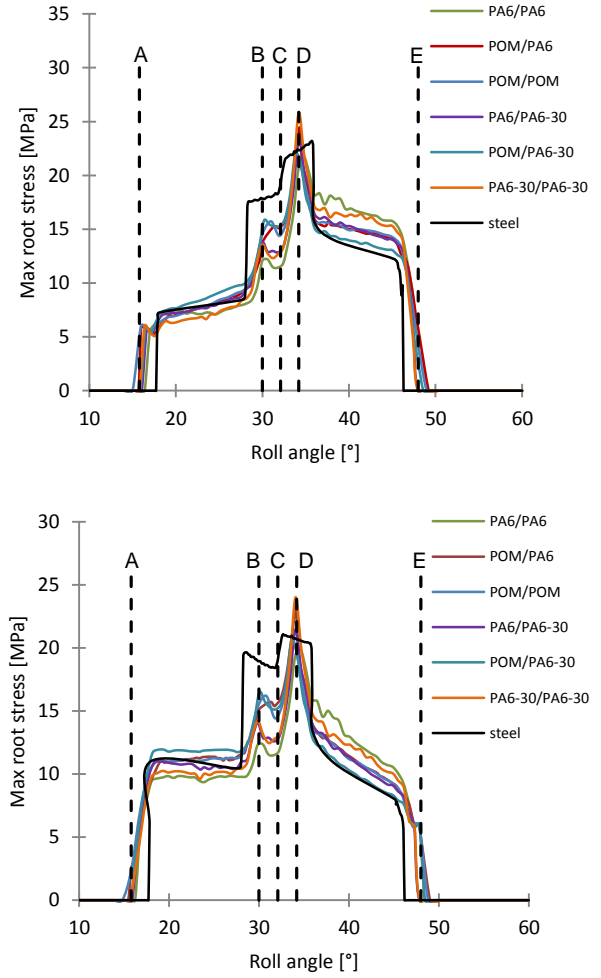 PA6/PA6
POM/PA6
POM/POM
PA6/PA6-30
POM/PA6-30
PA6-30/PA6-30
steel
A
B
C
D
E
Max root stress [MPa]
35
30
25
20
15
10
5
0
10
20
30
40
50
60
Roll angle [°]
PA6/PA6
POM/PA6
POM/POM
PA6/PA6-30
POM/PA6-30
PA6-30/PA6-30
steel
A
B
C
D
E
Max root stress [MPa]
30
25
20
15
10
5
0
10
20
30
40
50
60
Roll angle [°]